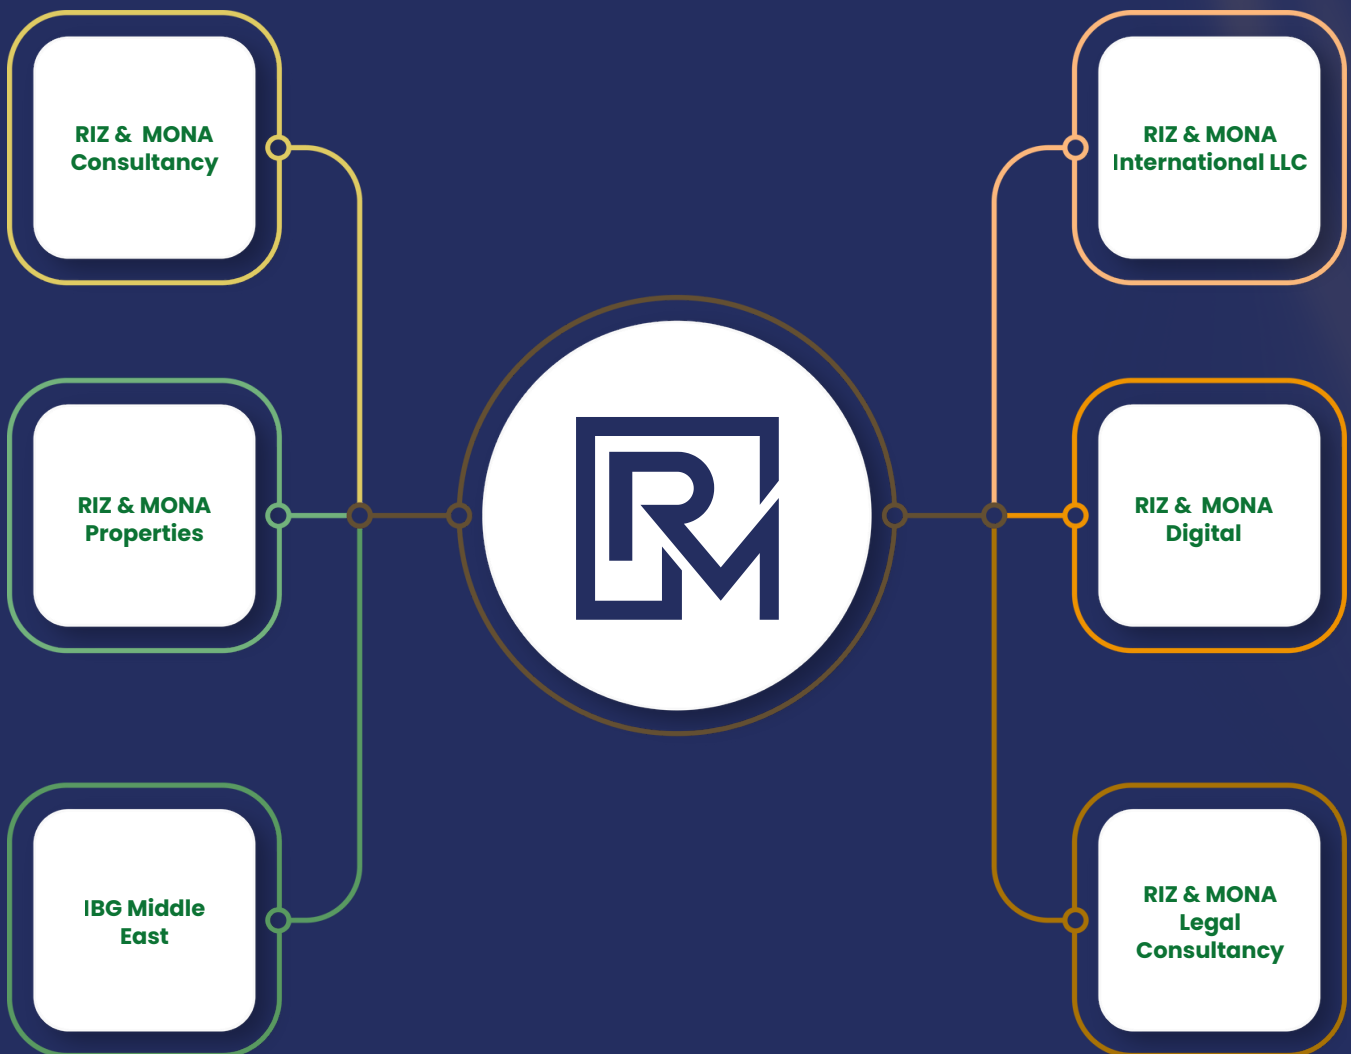 RIZ & MONA
Consultancy
RIZ & MONA
International LLC
RM
RIZ & MONA
Properties
RIZ & MONA
Digital
IBG Middle
East
RIZ & MONA
Legal
Consultancy